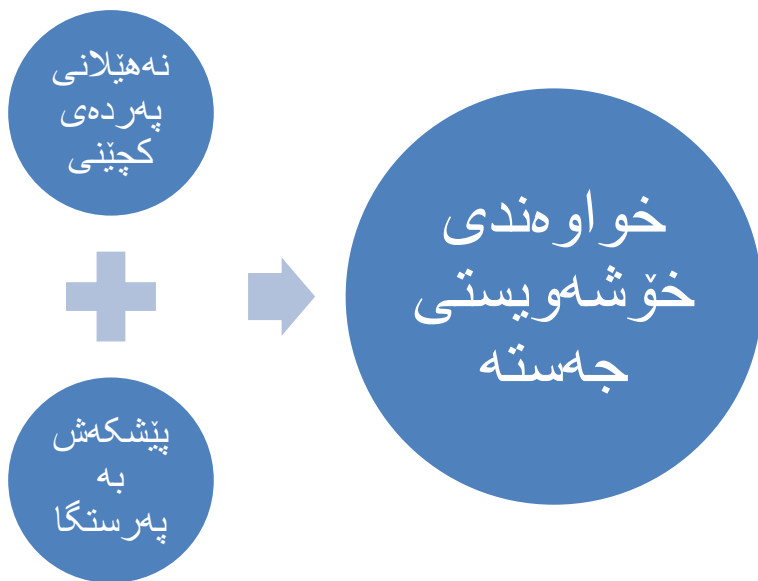 نەهێلانی
پەردەی
کچێنی
پێشکەش
بە
پەرستگا
خواوەندی
خۆشەویستی
جەستە